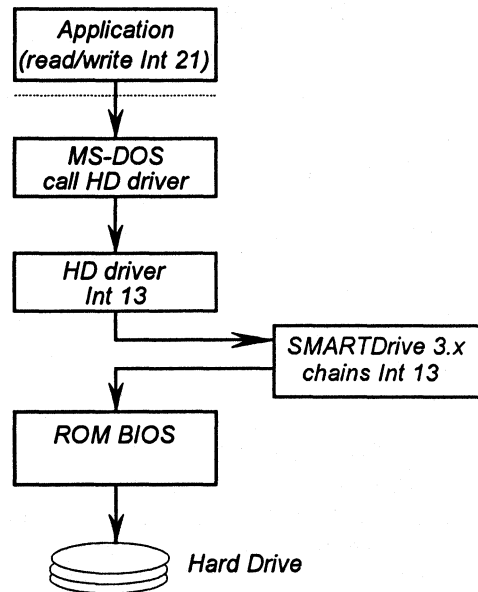 Application
(read/write Int 21)
MS-DOS
call HD driver
HD driver
Int 13
SMARTDrive 3.x
chains Int 13
ROM BIOS
Hard Drive